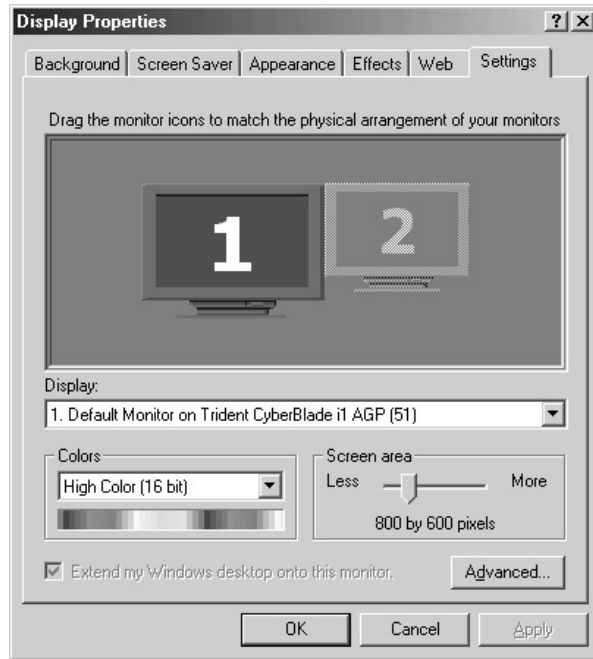 Display Properties ? ×
Background Screen Saver Appearance Effects Web Settings
Drag the monitor icons to match the physical arrangement of your monitors
1 2
Display:
1. Default Monitor on Trident CyberBlade i1 AGP (51)
Colors Screen area
High Color (16 bit) Less More
800 by 600 pixels
Extend my Windows desktop onto this monitor. Advanced...
OK Cancel Apply